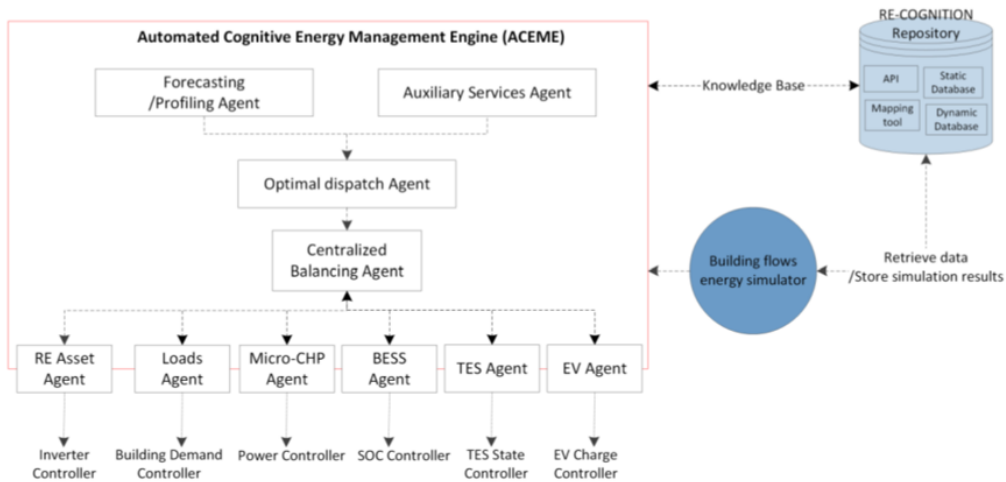 RE-COGNITION
Repository
Automated Cognitive Energy Management Engine (ACEME)
Forecasting
/Profiling Agent
Auxiliary Services Agent
Knowledge Base
API
Static
Database
Mapping
tool
Dynamic
Database
Optimal dispatch Agent
Centralized
Balancing Agent
Building flows
energy simulator
Retrieve data
/Store simulation results
RE Asset
Agent
Loads
Agent
Micro-CHP
Agent
BESS
Agent
TES Agent
EV Agent
Inverter
Controller
Building Demand
Controller
Power Controller
SOC Controller
TES State
Controller
EV Charge
Controller